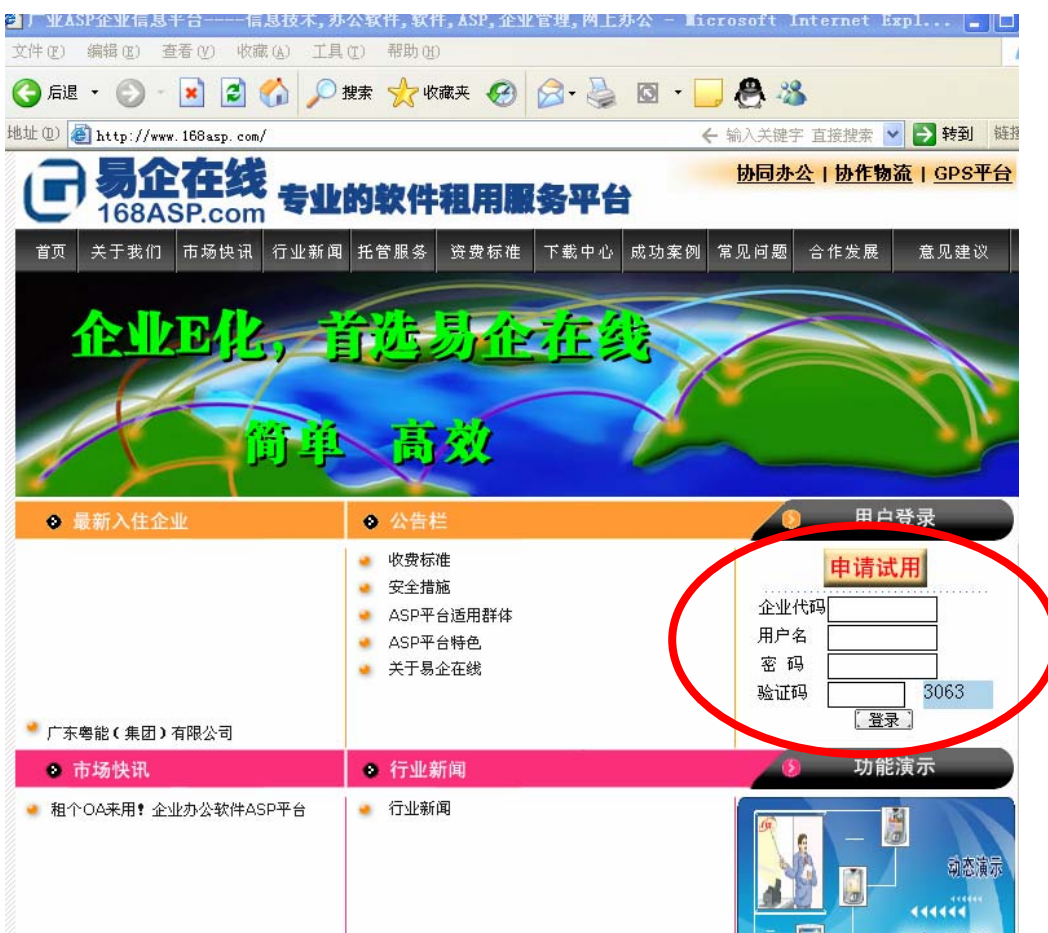 业ASP企业信息平台----信息技术,办公软件,软件,ASP,企业管理,网上办公 - Microsoft Internet Expl...
文件(F) 编辑(E) 查看(V) 收藏(A) 工具(T) 帮助(H)
后退 搜索 收藏夹
地址(D) http://www.168asp.com/ 输入关键字 直接搜索 转到 链接
易企在线 专业的软件租用服务平台
168ASP.com
协同办公 | 协作物流 | GPS平台
首页 关于我们 市场快讯 行业新闻 托管服务 资费标准 下载中心 成功案例 常见问题 合作发展 意见建议
企业E化,首选易企在线
简单 高效
最新入住企业
广东粤能(集团)有限公司
公告栏
收费标准
安全措施
ASP平台适用群体
ASP平台特色
关于易企在线
用户登录
申请试用
企业代码
用户名
密 码
验证码 3063
登录
市场快讯
租个OA来用!企业办公软件ASP平台
行业新闻
行业新闻
功能演示
动态演示